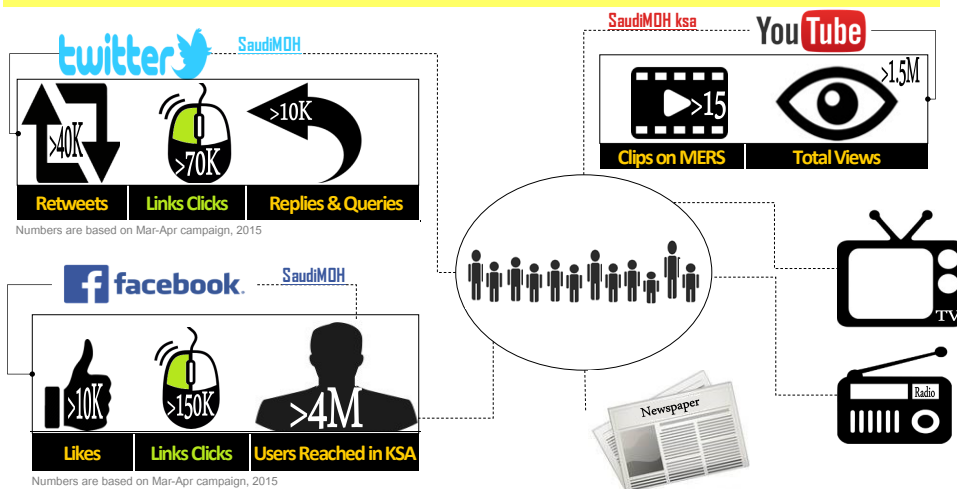 twitter
SaudiMOH
>40K
>70K
>10K
Retweets
Links Clicks
Replies & Queries
Numbers are based on Mar-Apr campaign, 2015
SaudiMOH ksa
YouTube
>15
>1.5M
Clips on MERS
Total Views
facebook.
SaudiMOH
>10K
>150K
>4M
Likes
Links Clicks
Users Reached in KSA
Numbers are based on Mar-Apr campaign, 2015
TV
Radio
Newspaper